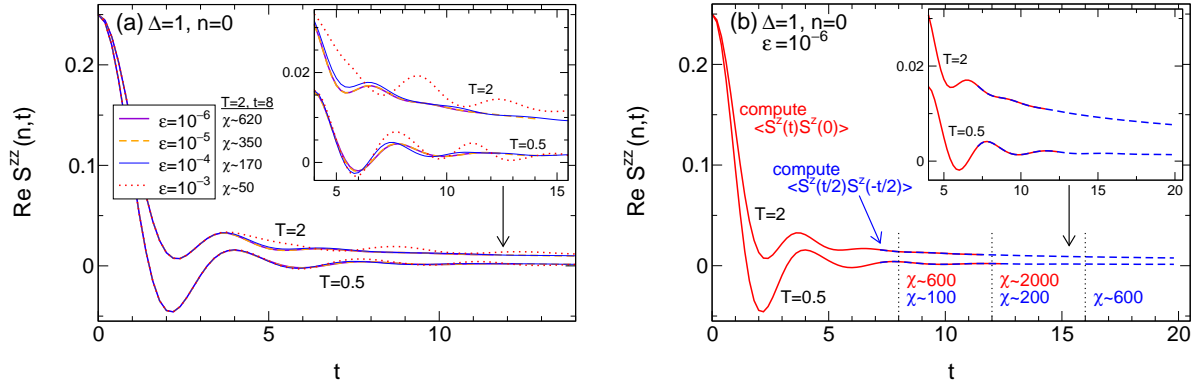 (a) Δ=1, n=0
Re S^zz(n,t)
0.2
0.1
0
0
5
10
t
T=2, t=8
ε=10^-6 χ~620
ε=10^-5 χ~350
ε=10^-4 χ~170
ε=10^-3 χ~50
T=2
T=0.5
0.02
0
5
10
15
T=2
T=0.5
(b) Δ=1, n=0
ε=10^-6
Re S^zz(n,t)
0.2
0.1
0
0
5
10
15
20
t
compute
<S^z(t)S^z(0)>
compute
<S^z(t/2)S^z(-t/2)>
T=2
T=0.5
χ~600
χ~100
χ~2000
χ~200
χ~600
0.02
0
5
10
15
20
T=2
T=0.5